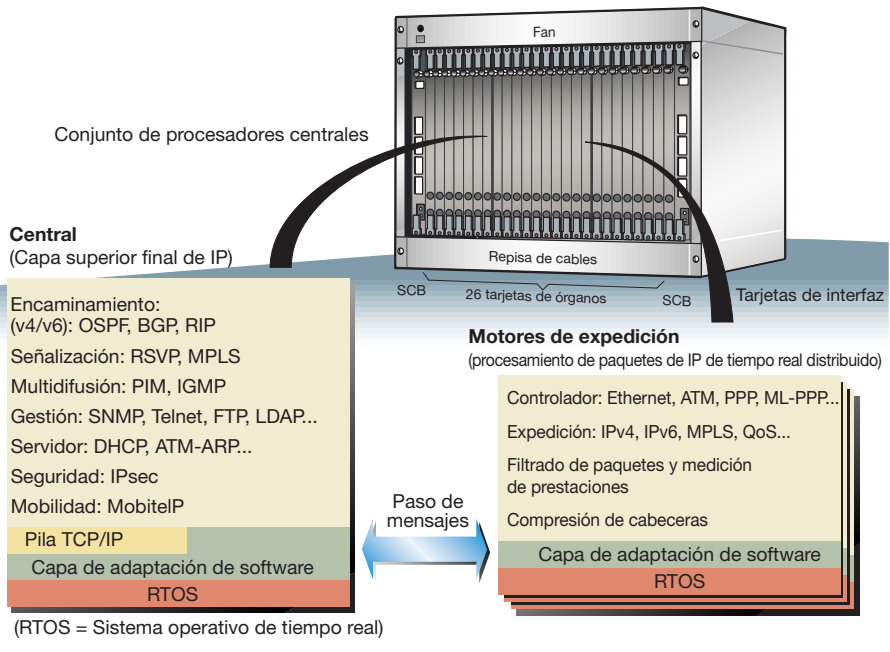 Fan
Conjunto de procesadores centrales
Repisa de cables
SCB
26 tarjetas de órganos
SCB
Tarjetas de interfaz
Central
(Capa superior final de IP)
Encaminamiento:
(v4/v6): OSPF, BGP, RIP
Señalización: RSVP, MPLS
Multidifusión: PIM, IGMP
Gestión: SNMP, Telnet, FTP, LDAP...
Servidor: DHCP, ATM-ARP...
Seguridad: IPsec
Mobilidad: MobitelP
Pila TCP/IP
Capa de adaptación de software
RTOS
(RTOS = Sistema operativo de tiempo real)
Paso de
mensajes
Motores de expedición
(procesamiento de paquetes de IP de tiempo real distribuido)
Controlador: Ethernet, ATM, PPP, ML-PPP...
Expedición: IPv4, IPv6, MPLS, QoS...
Filtrado de paquetes y medición
de prestaciones
Compresión de cabeceras
Capa de adaptación de software
RTOS